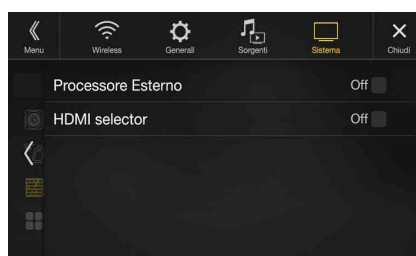 Menu
Wireless
Generali
Sorgenti
Sistema
Chiudi
Processore Esterno Off
HDMI selector Off